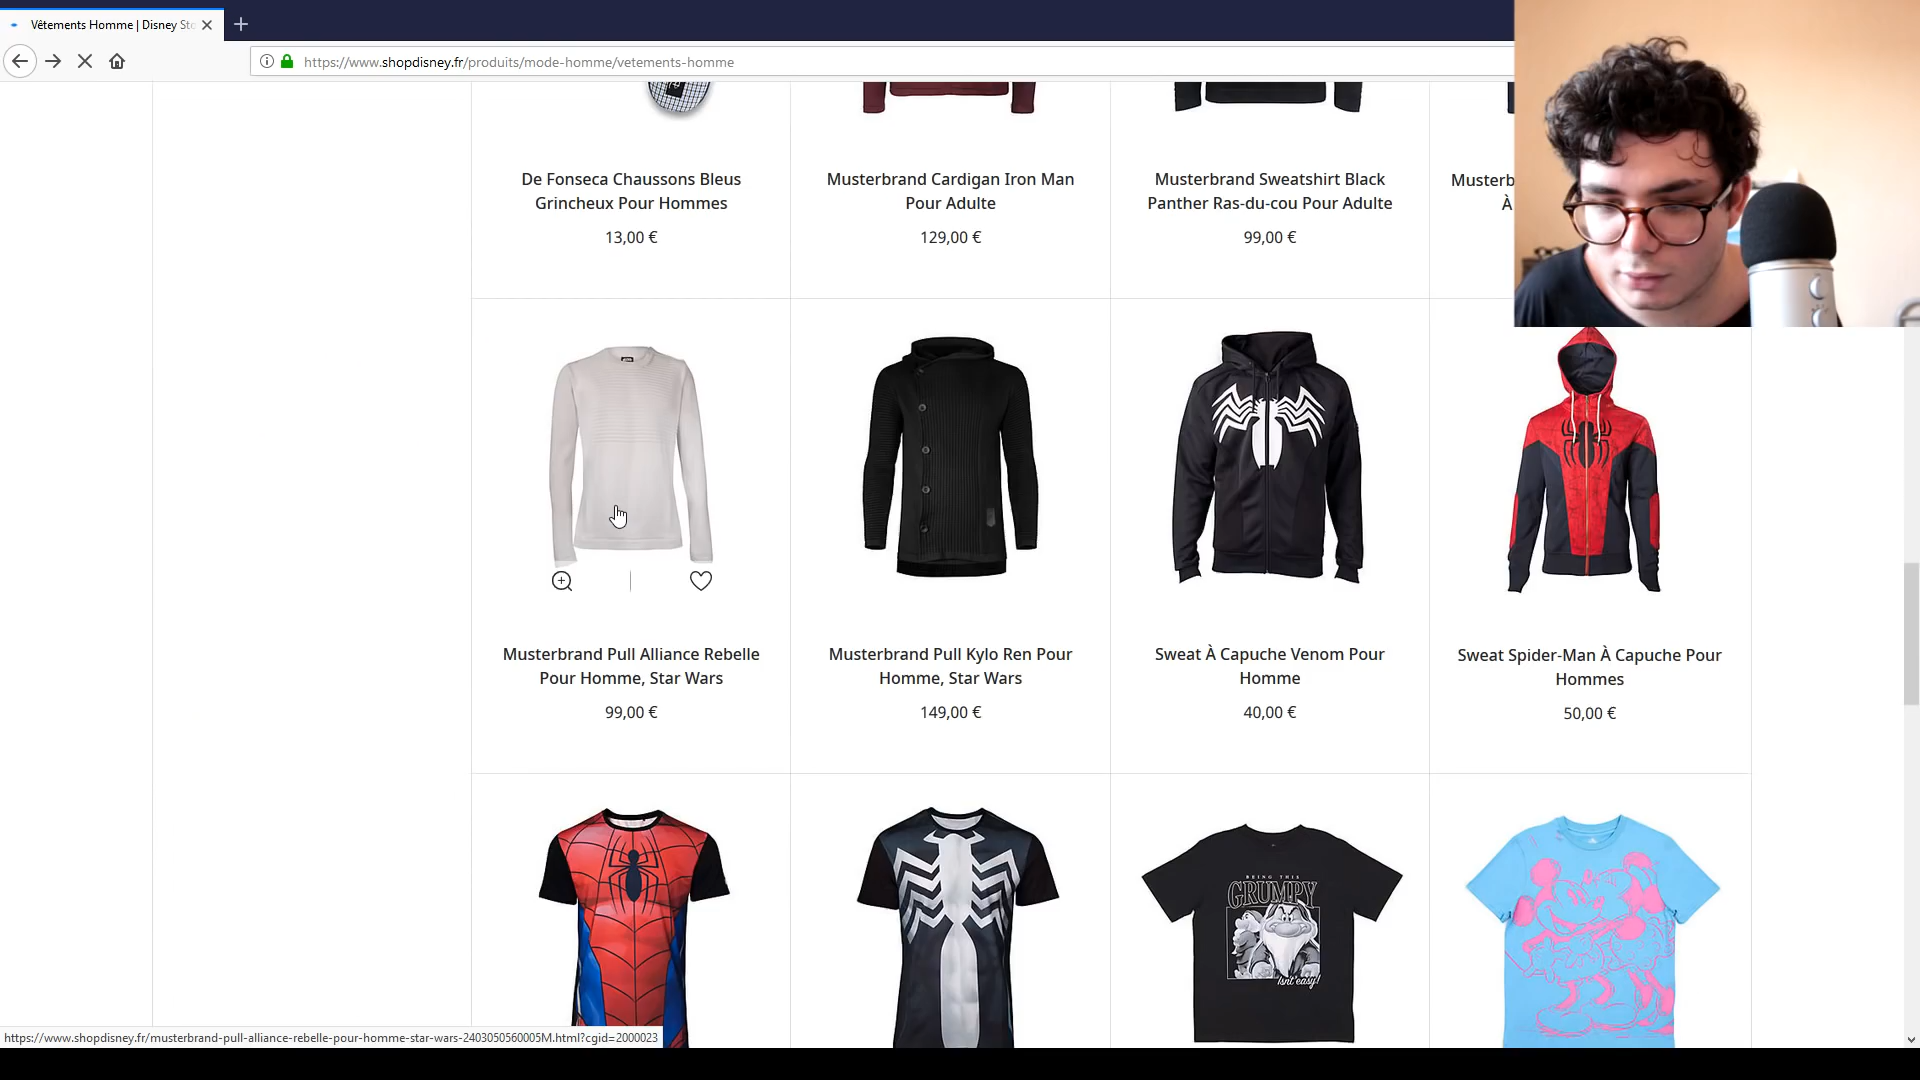 Vêtements Homme | Disney Sto
https://www.shopdisney.fr/produits/mode-homme/vetements-homme
De Fonseca Chaussons Bleus
Grincheux Pour Hommes
13,00 €
Musterbrand Cardigan Iron Man
Pour Adulte
129,00 €
Musterbrand Sweatshirt Black
Panther Ras-du-cou Pour Adulte
99,00 €
Musterb
À
Musterbrand Pull Alliance Rebelle
Pour Homme, Star Wars
99,00 €
Musterbrand Pull Kylo Ren Pour
Homme, Star Wars
149,00 €
Sweat À Capuche Venom Pour
Homme
40,00 €
Sweat Spider-Man À Capuche Pour
Hommes
50,00 €
BEING THIS
GRUMPY
Isn't easy!
https://www.shopdisney.fr/musterbrand-pull-alliance-rebelle-pour-homme-star-wars-2403050560005M.html?cgid=2000023